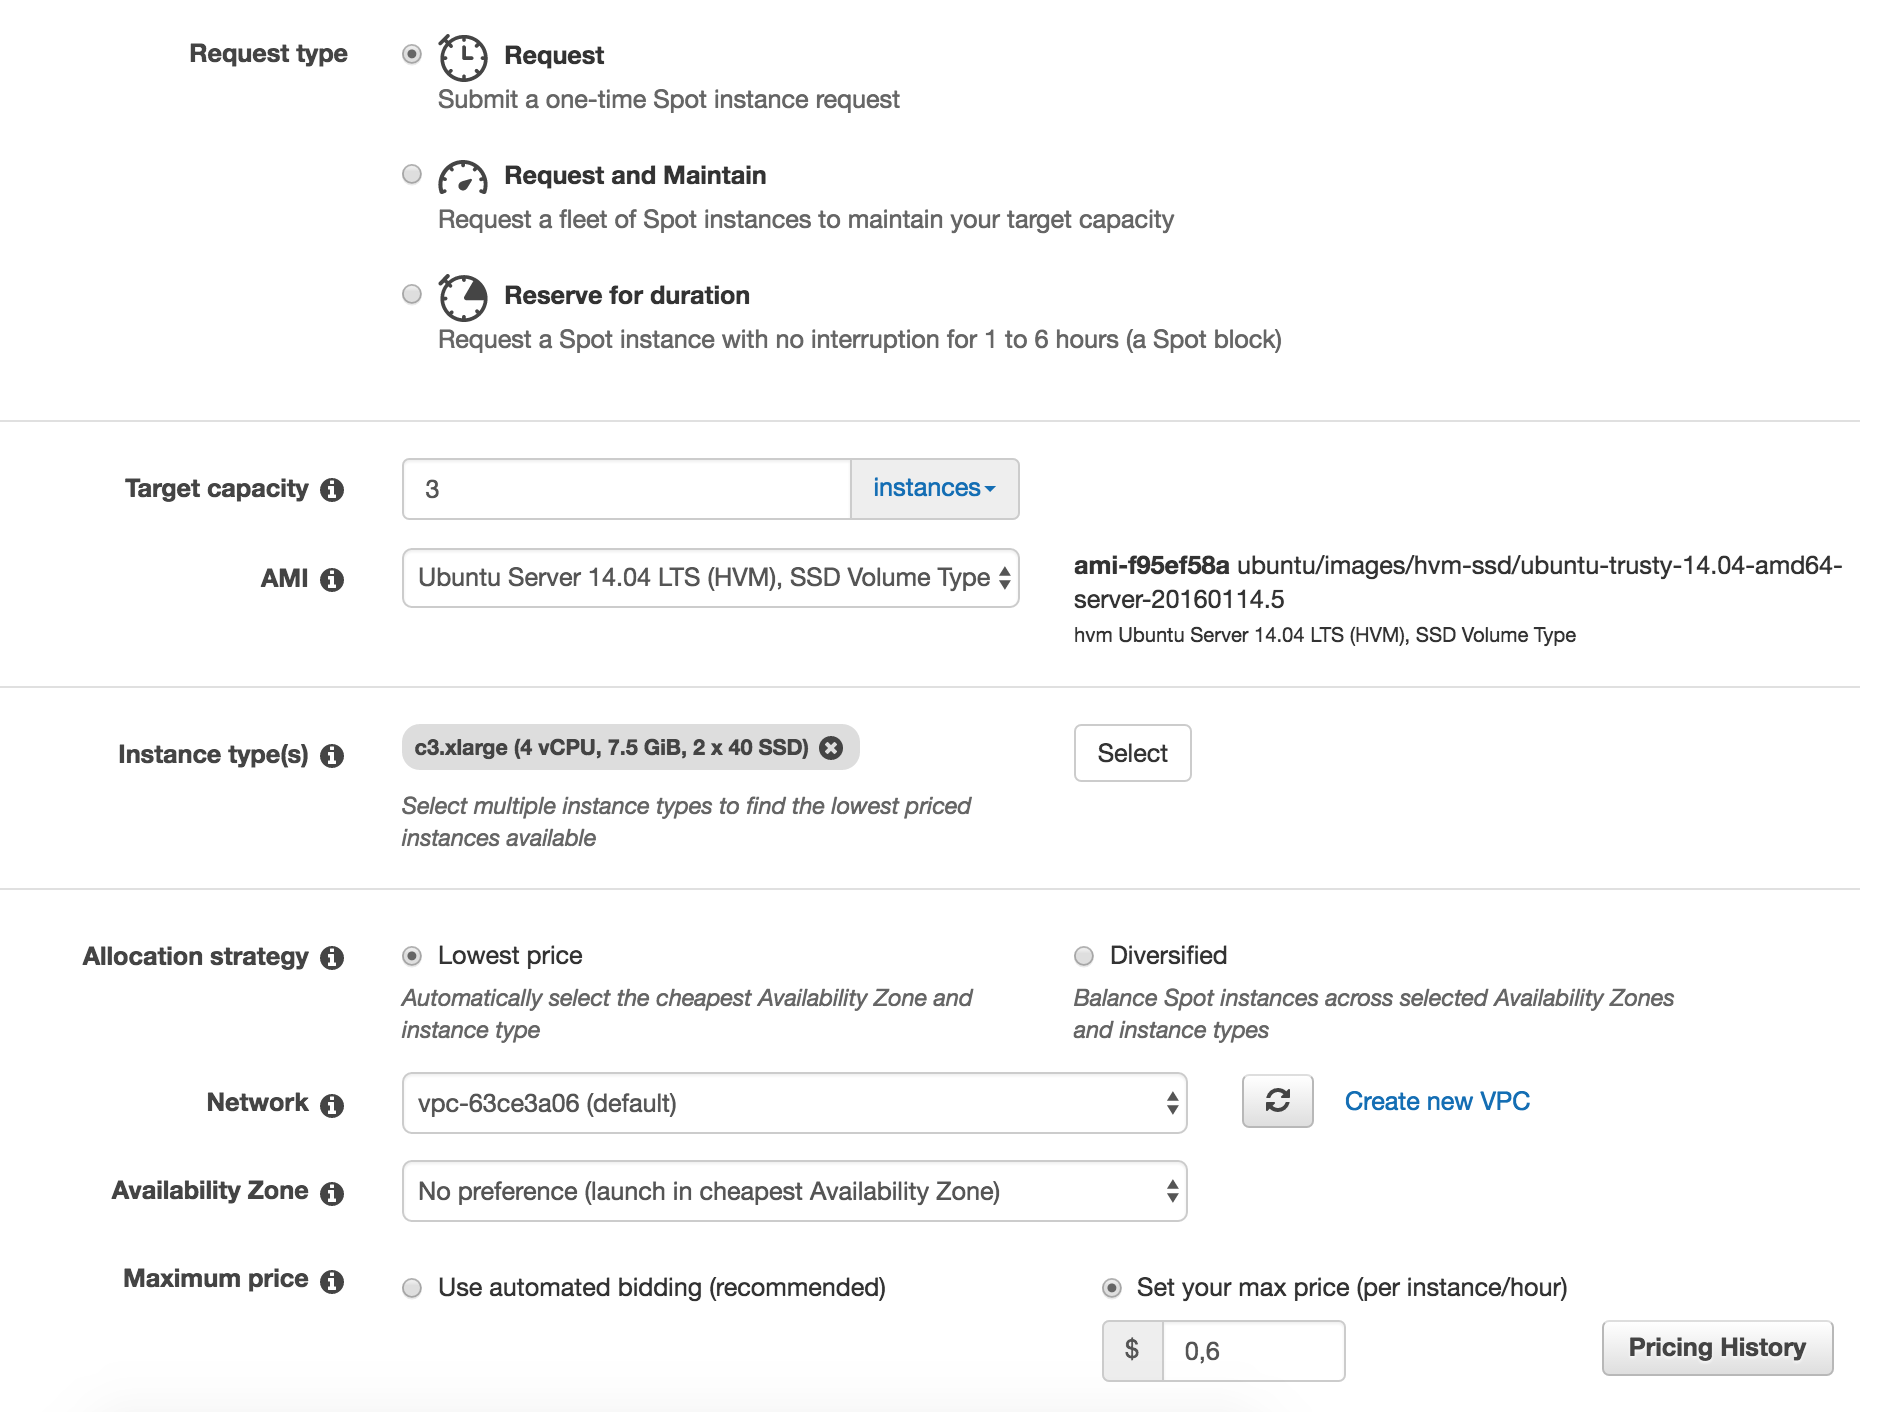 Request type
Request
Submit a one-time Spot instance request
Request and Maintain
Request a fleet of Spot instances to maintain your target capacity
Reserve for duration
Request a Spot instance with no interruption for 1 to 6 hours (a Spot block)
Target capacity
3
instances
AMI
Ubuntu Server 14.04 LTS (HVM), SSD Volume Type
ami-f95ef58a ubuntu/images/hvm-ssd/ubuntu-trusty-14.04-amd64-
server-20160114.5
hvm Ubuntu Server 14.04 LTS (HVM), SSD Volume Type
Instance type(s)
c3.xlarge (4 vCPU, 7.5 GiB, 2 x 40 SSD)
Select
Select multiple instance types to find the lowest priced
instances available
Allocation strategy
Lowest price
Automatically select the cheapest Availability Zone and
instance type
Diversified
Balance Spot instances across selected Availability Zones
and instance types
Network
vpc-63ce3a06 (default)
Create new VPC
Availability Zone
No preference (launch in cheapest Availability Zone)
Maximum price
Use automated bidding (recommended)
Set your max price (per instance/hour)
$ 0,6
Pricing History